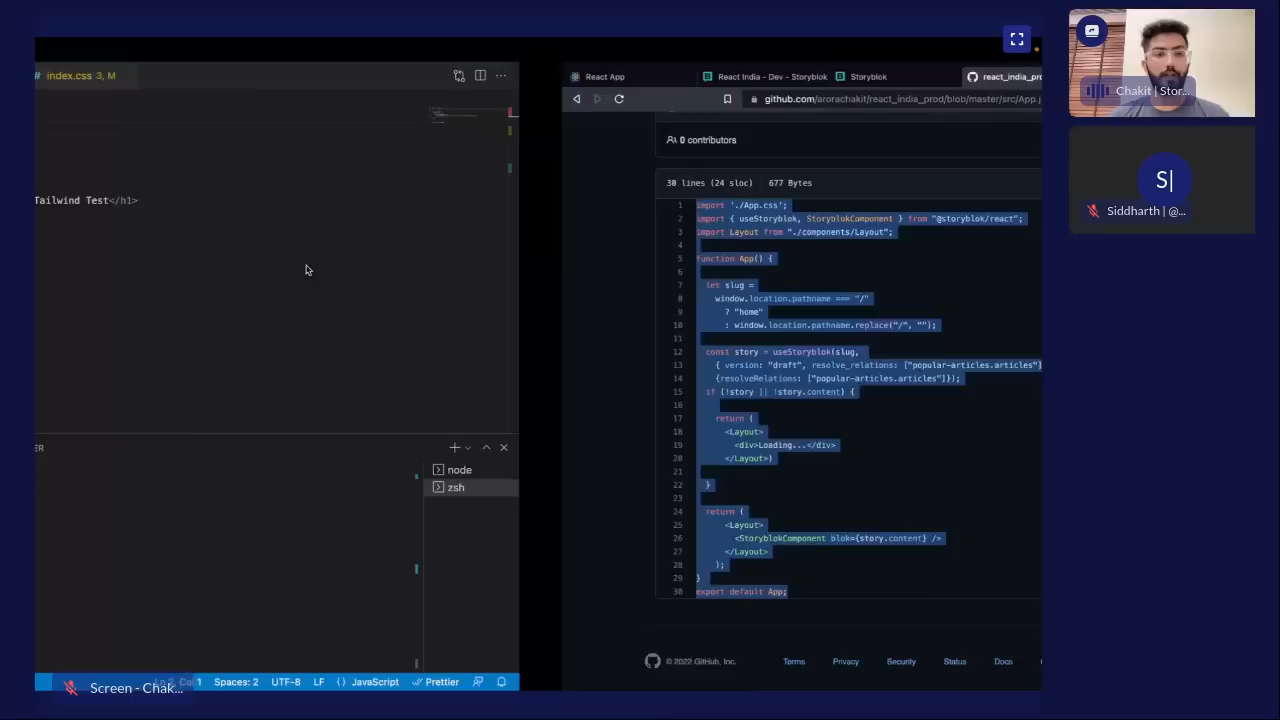 # index.css 3, M
Tailwind Test</h1>
ER
node
zsh
Spaces: 2 UTF-8 LF {} JavaScript Prettier
Screen - Chak...
React App
React India - Dev - Storyblok
Storyblok
react_india_pro
github.com/arorachakit/react_india_prod/blob/master/src/App.j
0 contributors
30 lines (24 sloc) 677 Bytes
1 import './App.css';
2 import { useStoryblok, StoryblokComponent } from "@storyblok/react";
3 import Layout from "./components/Layout";
4
5 function App() {
6
7 let slug =
8 window.location.pathname === "/"
9 ? "home"
10 : window.location.pathname.replace("/", "");
11
12 const story = useStoryblok(slug,
13 { version: "draft", resolve_relations: ["popular-articles.articles"]
14 {resolveRelations: ["popular-articles.articles"]});
15 if (!story || !story.content) {
16
17 return (
18 <Layout>
19 <div>Loading...</div>
20 </Layout>)
21
22 }
23
24 return (
25 <Layout>
26 <StoryblokComponent blok={story.content} />
27 </Layout>
28 );
29 }
30 export default App;
© 2022 GitHub, Inc. Terms Privacy Security Status Docs
Chakit | Stor...
S|
Siddharth | @...